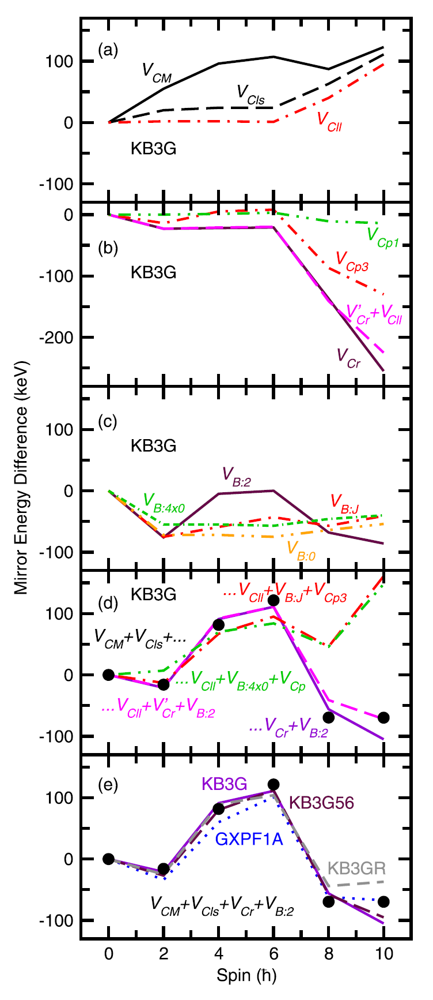 (a)
100
V_CM
V_Cls
0
V_Cll
KB3G
-100
0
V_Cp1
(b)
KB3G
V_Cp3
-100
V'_Cr+V_Cll
-200
V_Cr
Mirror Energy Difference (keV)
(c)
100
KB3G
V_B:2
0
V_B:4x0
V_B:J
V_B:0
-100
KB3G
...V_Cll+V_B:J+V_Cp3
(d)
100
V_CM+V_Cls+...
0
...V_Cll+V_B:4x0+V_Cp
...V_Cll+V'_Cr+V_B:2
...V_Cr+V_B:2
-100
(e)
KB3G
100
KB3G56
GXPF1A
0
KB3GR
V_CM+V_Cls+V_Cr+V_B:2
-100
0 2 4 6 8 10
Spin (ħ)